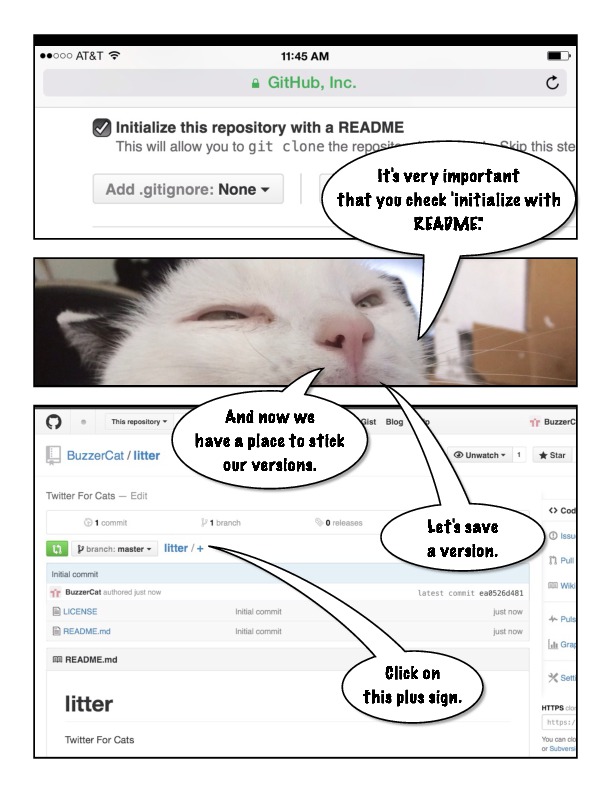 AT&T
11:45 AM
GitHub, Inc.
Initialize this repository with a README
This will allow you to git clone the repository Skip this ste
Add .gitignore: None
It's very important
that you check 'initialize with
README."
And now we
have a place to stick
our versions.
This repository
Gist Blog
BuzzerC
BuzzerCat / litter
Unwatch 1 Star
Let's save
a version.
Twitter For Cats — Edit
1 commit 1 branch 0 releases
<> Cod
Issu
branch: master litter / +
Pull
Initial commit
BuzzerCat authored just now latest commit ea0526d481
Wiki
LICENSE Initial commit just now
README.md Initial commit just now
Puls
Grap
README.md
Click on
this plus sign.
Setti
litter
HTTPS clon
https:/
Twitter For Cats
You can clo
or Subversi